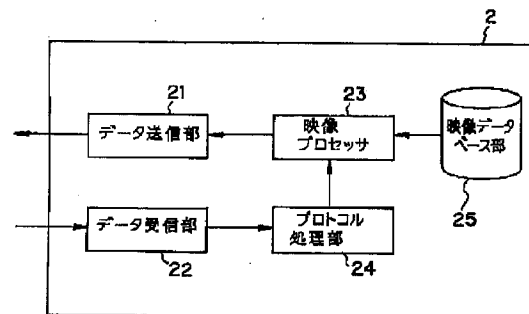 2
21
データ送信部
23
映像
プロセッサ
映像データ
ベース部
25
データ受信部
22
プロトコル
処理部
24